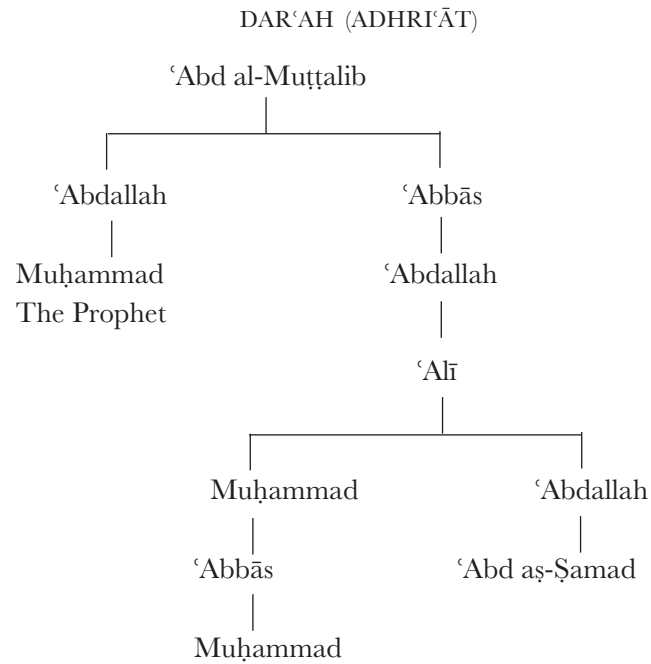 DARʿAH (ADHRIʿĀT)
ʿAbd al-Muṭṭalib
ʿAbdallah ʿAbbās
Muḥammad ʿAbdallah
The Prophet
ʿAlī
Muḥammad ʿAbdallah
ʿAbbās ʿAbd aṣ-Ṣamad
Muḥammad